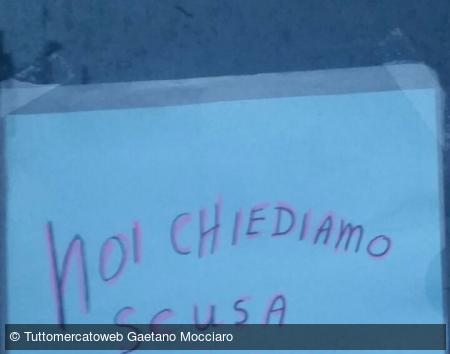 NOI CHIEDIAMO
SCUSA
© Tuttomercatoweb Gaetano Mocciaro